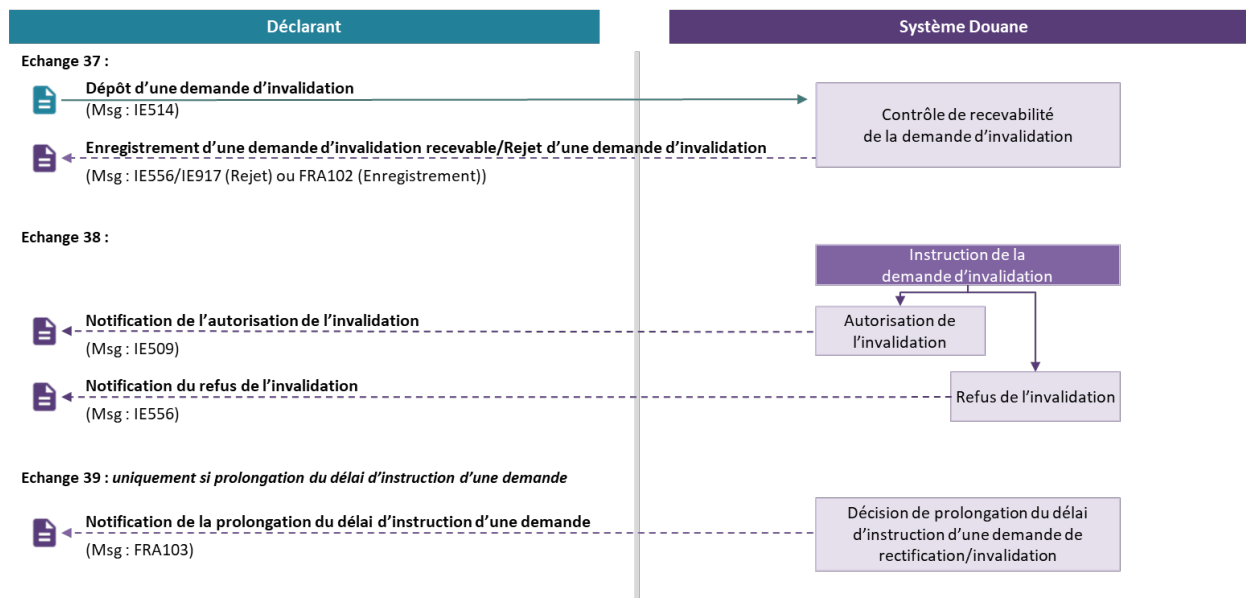 Déclarant
Système Douane
Echange 37 :
Dépôt d’une demande d’invalidation
(Msg : IE514)
Contrôle de recevabilité
de la demande d’invalidation
Enregistrement d’une demande d’invalidation recevable/Rejet d’une demande d’invalidation
(Msg : IE556/IE917 (Rejet) ou FRA102 (Enregistrement))
Echange 38 :
Instruction de la
demande d’invalidation
Notification de l’autorisation de l’invalidation
(Msg : IE509)
Autorisation de
l’invalidation
Notification du refus de l’invalidation
(Msg : IE556)
Refus de l’invalidation
Echange 39 : uniquement si prolongation du délai d’instruction d’une demande
Notification de la prolongation du délai d’instruction d’une demande
(Msg : FRA103)
Décision de prolongation du délai
d’instruction d’une demande de
rectification/invalidation